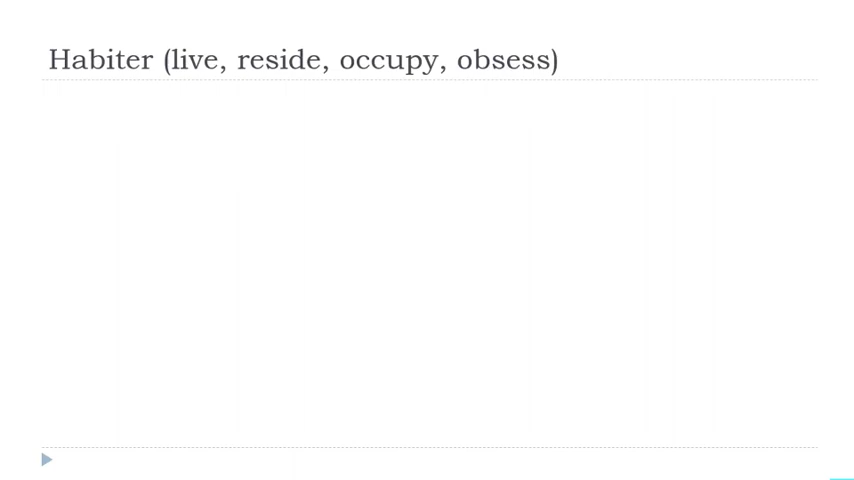 Habiter (live, reside, occupy, obsess)